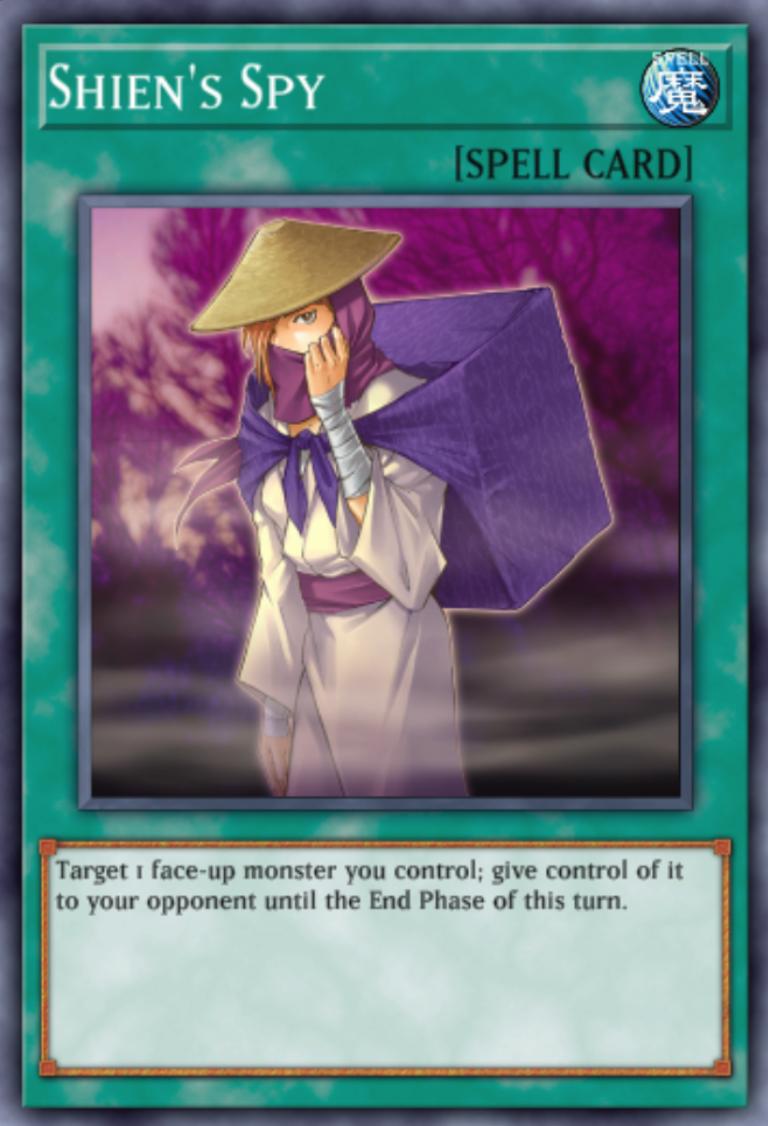 Shien's Spy
SPELL
魔
[SPELL CARD]
Target 1 face-up monster you control; give control of it
to your opponent until the End Phase of this turn.